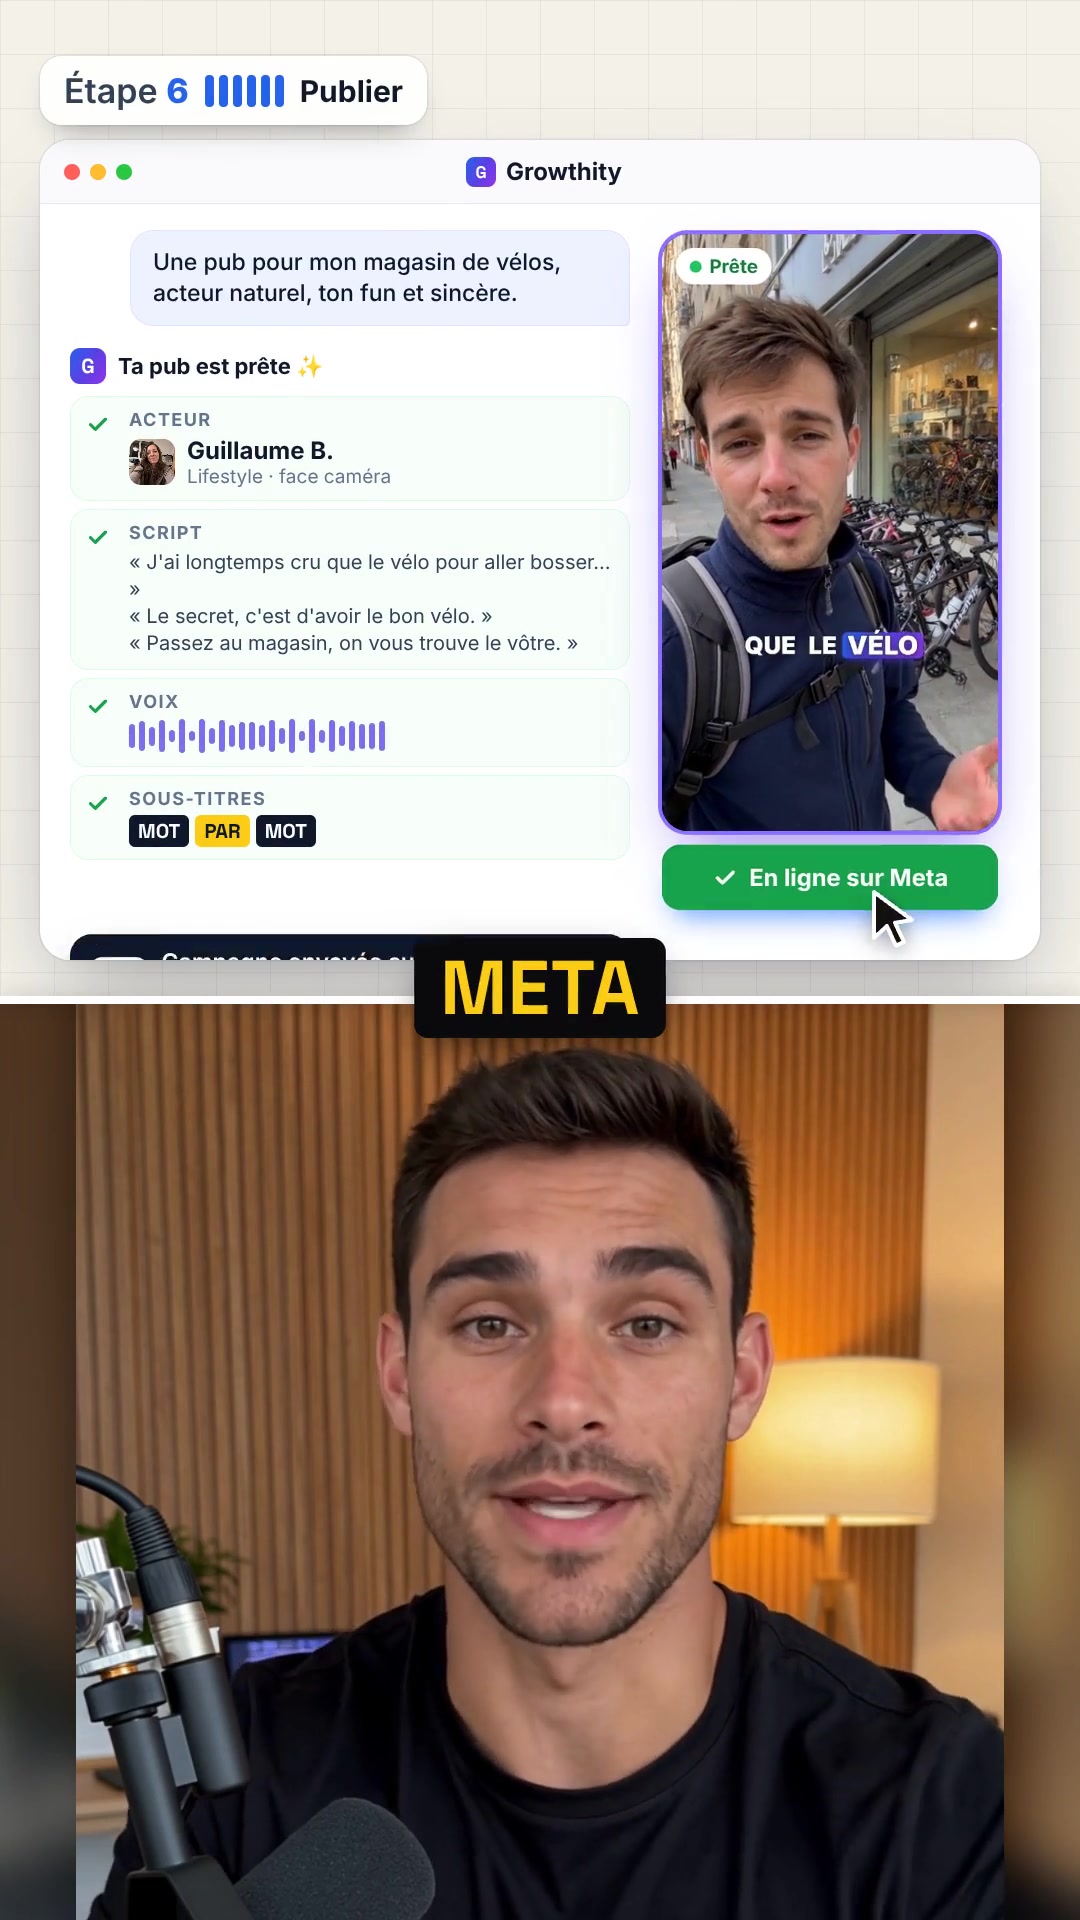 Étape 6 Publier
G Growthity
Une pub pour mon magasin de vélos,
acteur naturel, ton fun et sincère.
G Ta pub est prête ✨
ACTEUR
Guillaume B.
Lifestyle · face caméra
SCRIPT
« J'ai longtemps cru que le vélo pour aller bosser...
»
« Le secret, c'est d'avoir le bon vélo. »
« Passez au magasin, on vous trouve le vôtre. »
VOIX
SOUS-TITRES
MOT PAR MOT
Prête
QUE LE VÉLO
En ligne sur Meta
META